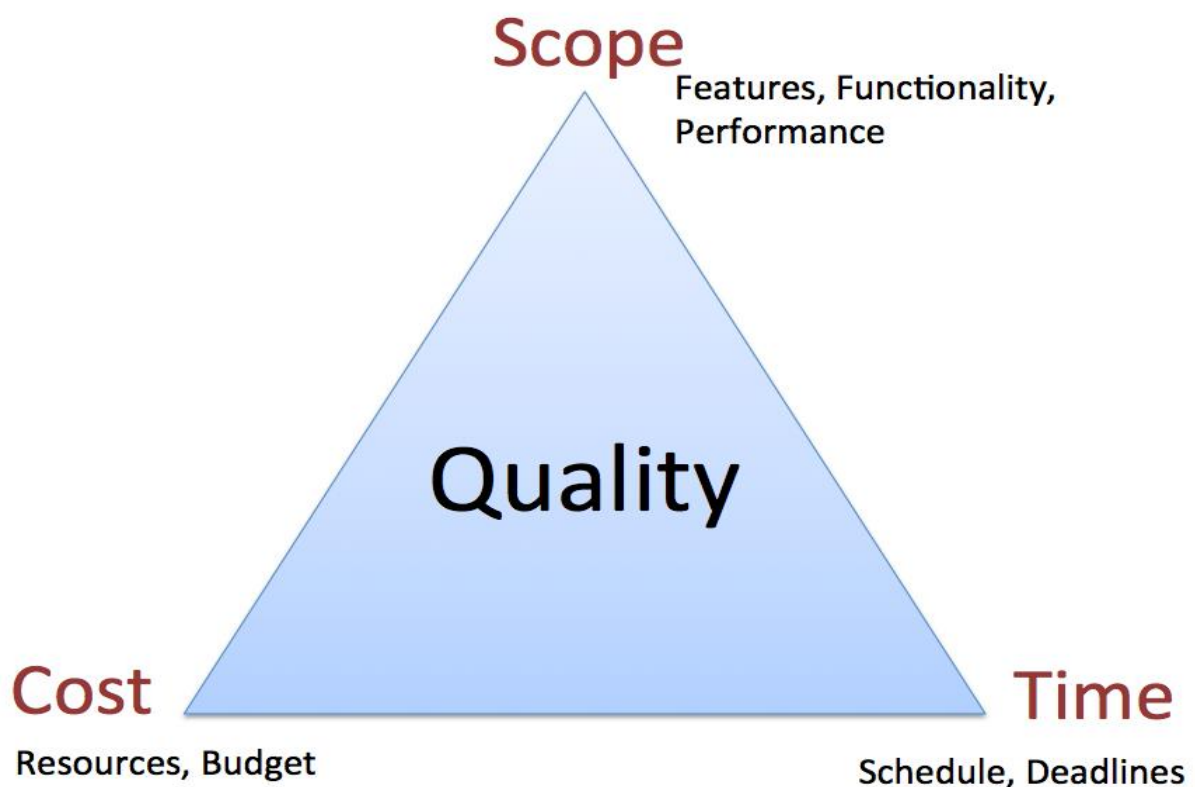 Scope
Features, Functionality,
Performance
Quality
Cost
Resources, Budget
Time
Schedule, Deadlines